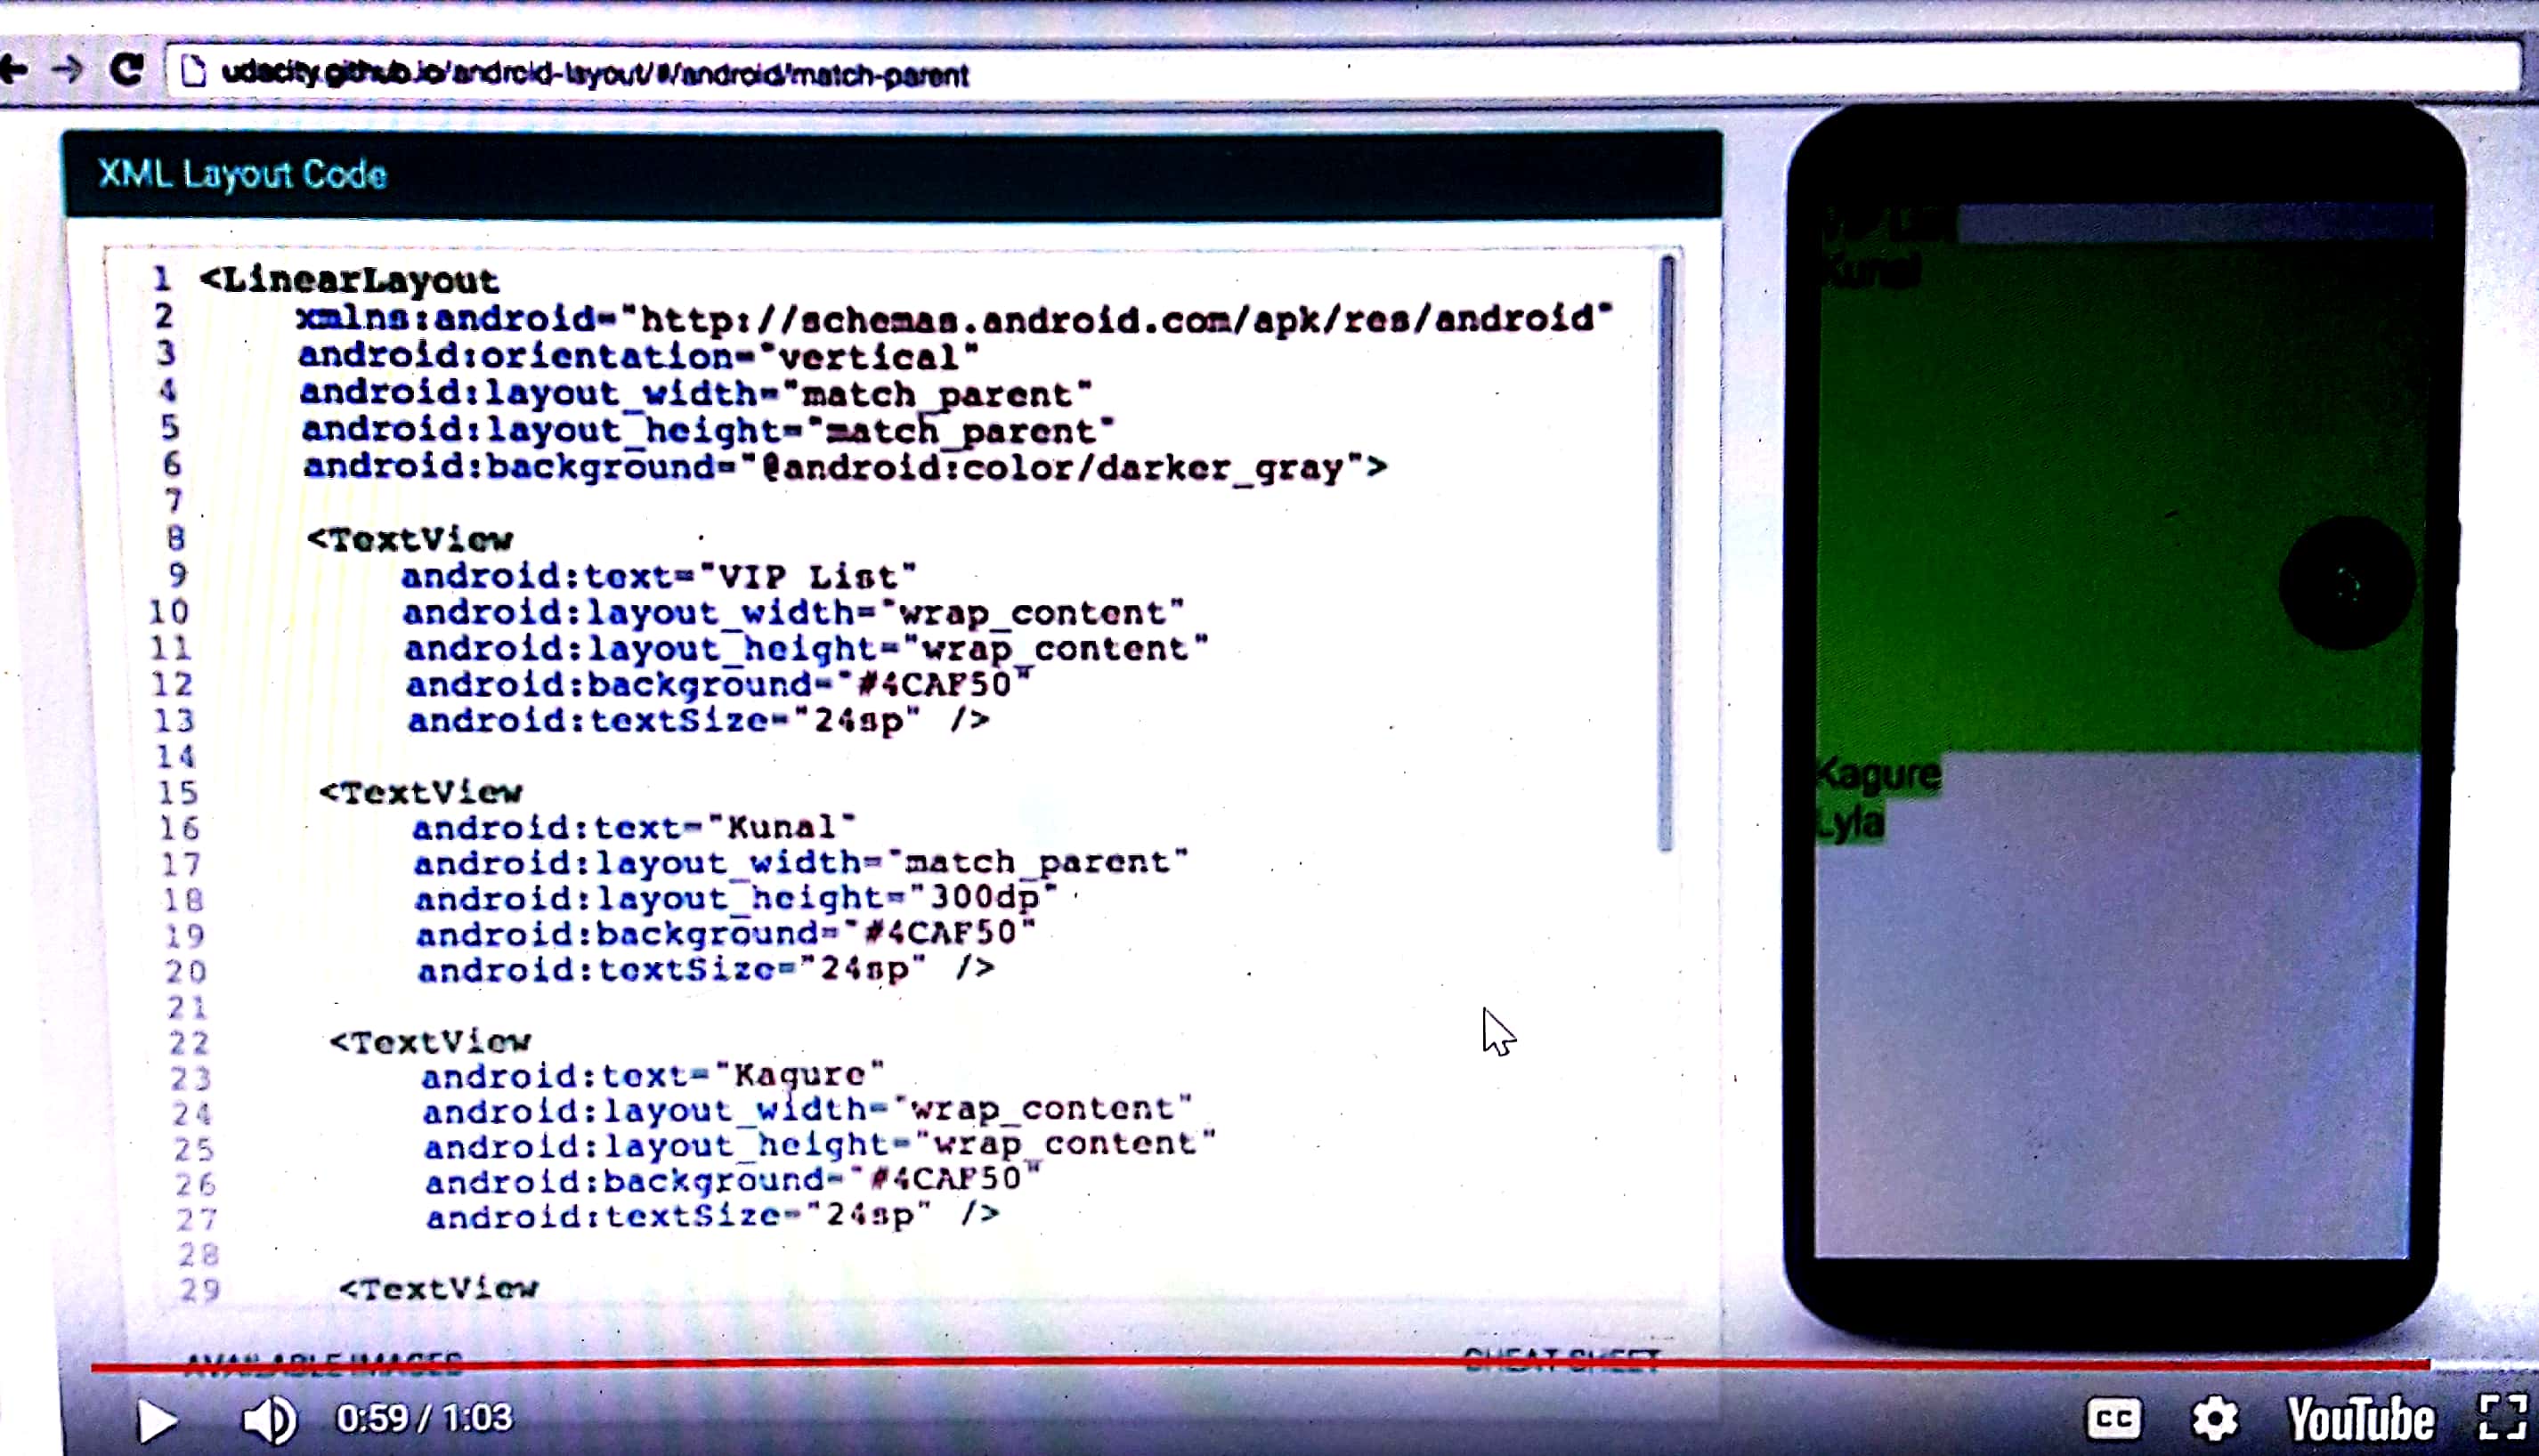 udacity.github.io/android-layout/#/android/match-parent
XML Layout Code
1 <LinearLayout
2 xmlns:android="http://schemas.android.com/apk/res/android"
3 android:orientation="vertical"
4 android:layout_width="match_parent"
5 android:layout_height="match_parent"
6 android:background="@android:color/darker_gray">
7
8 <TextView
9 android:text="VIP List"
10 android:layout_width="wrap_content"
11 android:layout_height="wrap_content"
12 android:background="#4CAF50"
13 android:textSize="24sp" />
14
15 <TextView
16 android:text="Kunal"
17 android:layout_width="match_parent"
18 android:layout_height="300dp"
19 android:background="#4CAF50"
20 android:textSize="24sp" />
21
22 <TextView
23 android:text="Kagure"
24 android:layout_width="wrap_content"
25 android:layout_height="wrap_content"
26 android:background="#4CAF50"
27 android:textSize="24sp" />
28
29 <TextView
VIP List
Kunal
Kagure
Lyla
AVAILABLE IMAGES
CHEAT SHEET
0:59 / 1:03
CC
YouTube